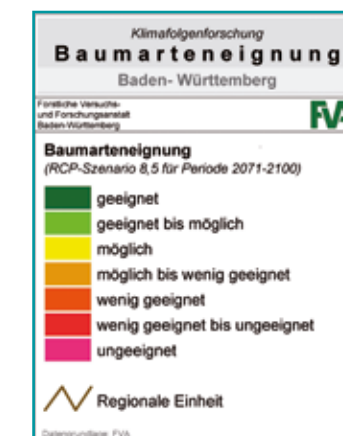 Klimafolgenforschung
Baumarteneignung
Baden- Württemberg
Forstliche Versuchs-
und Forschungsanstalt
Baden-Württemberg
FVA
Baumarteneignung
(RCP-Szenario 8,5 für Periode 2071-2100)
geeignet
geeignet bis möglich
möglich
möglich bis wenig geeignet
wenig geeignet
wenig geeignet bis ungeeignet
ungeeignet
Regionale Einheit
Datengrundlage: FVA